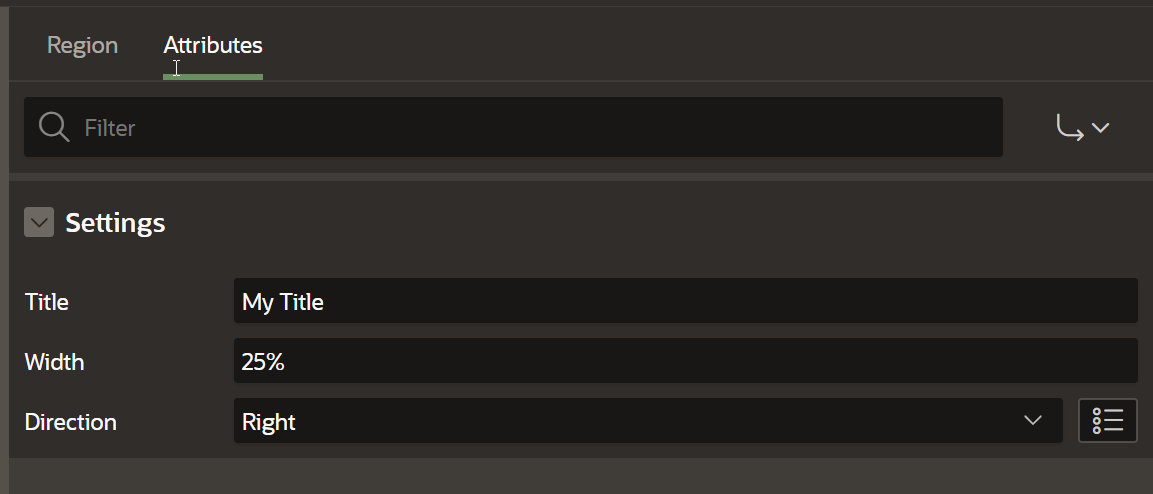 Region Attributes
Filter
Settings
Title My Title
Width 25%
Direction Right